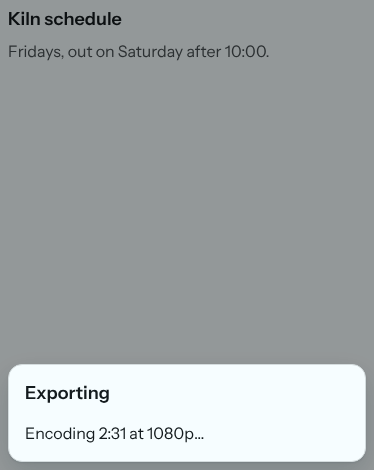 Kiln schedule
Fridays, out on Saturday after 10:00.
Exporting
Encoding 2:31 at 1080p...